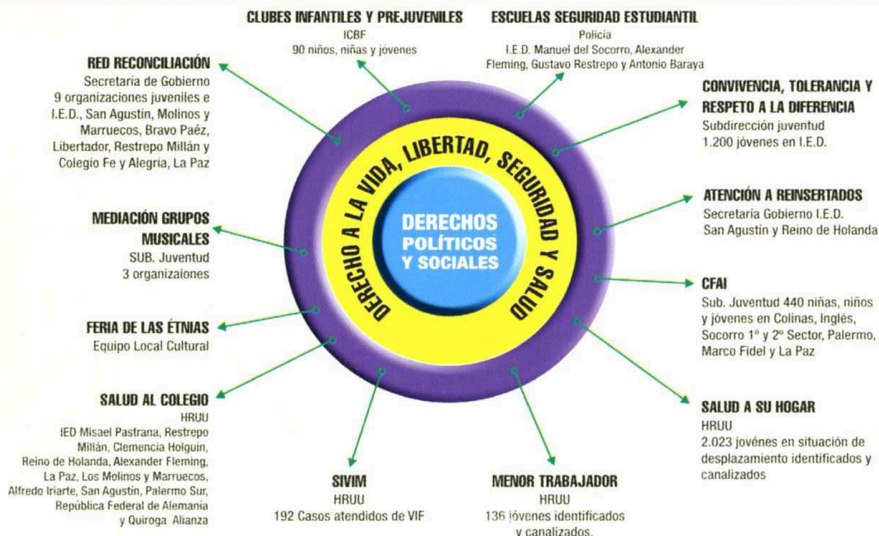 CLUBES INFANTILES Y PREJUVENILES
ICBF
90 niños, niñas y jóvenes
ESCUELAS SEGURIDAD ESTUDIANTIL
Policía
I.E.D. Manuel del Socorro, Alexander
Fleming, Gustavo Restrepo y Antonio Baraya
RED RECONCILIACIÓN
Secretaría de Gobierno
9 organizaciones juveniles e
I.E.D., San Agustín, Molinos y
Marruecos, Bravo Paéz,
Libertador, Restrepo Millán y
Colegio Fe y Alegría, La Paz
CONVIVENCIA, TOLERANCIA Y
RESPETO A LA DIFERENCIA
Subdirección juventud
1.200 jóvenes en I.E.D.
MEDIACIÓN GRUPOS
MUSICALES
SUB. Juventud
3 organizaiones
ATENCIÓN A REINSERTADOS
Secretaría Gobierno I.E.D.
San Agustín y Reino de Holanda
DERECHO A LA VIDA, LIBERTAD, SEGURIDAD Y SALUD
DERECHOS
POLÍTICOS
Y SOCIALES
CFAI
Sub. Juventud 440 niñas, niños
y jóvenes en Colinas, Inglés,
Socorro 1º y 2º Sector, Palermo,
Marco Fidel y La Paz
FERIA DE LAS ÉTNIAS
Equipo Local Cultural
SALUD AL COLEGIO
HRUU
IED Misael Pastrana, Restrepo
Millán, Clemencia Holguin,
Reino de Holanda, Alexander Fleming,
La Paz, Los Molinos y Marruecos,
Alfredo Iriarte, San Agustín, Palermo Sur,
República Federal de Alemania
y Quiroga Alianza
SALUD A SU HOGAR
HRUU
2.023 jovénes en situación de
desplazamiento identificados y
canalizados
SIVIM
HRUU
192 Casos atendidos de VIF
MENOR TRABAJADOR
HRUU
136 jóvenes identificados
y canalizados.